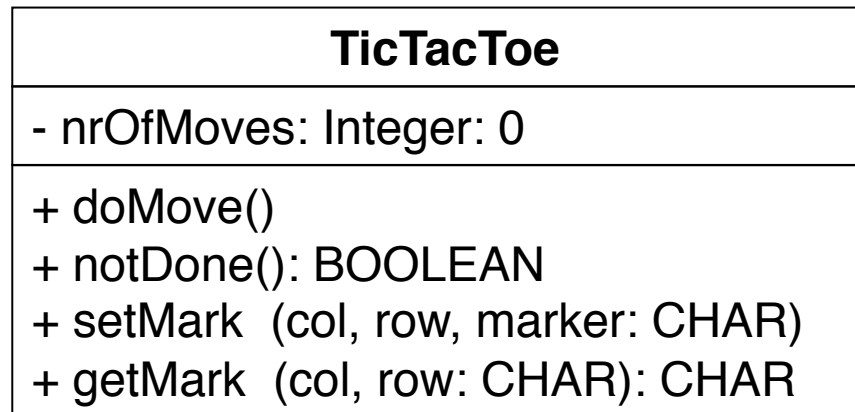 TicTacToe
- nrOfMoves: Integer: 0
+ doMove()
+ notDone(): BOOLEAN
+ setMark (col, row, marker: CHAR)
+ getMark (col, row: CHAR): CHAR